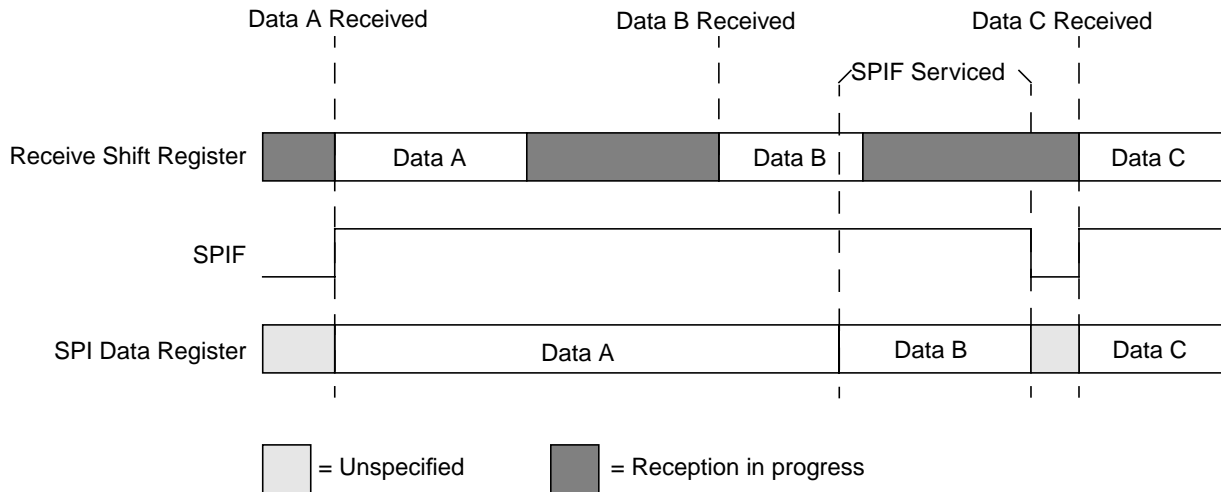 Data A Received
Data B Received
Data C Received
SPIF Serviced
Receive Shift Register
Data A
Data B
Data C
SPIF
SPI Data Register
Data A
Data B
Data C
= Unspecified
= Reception in progress